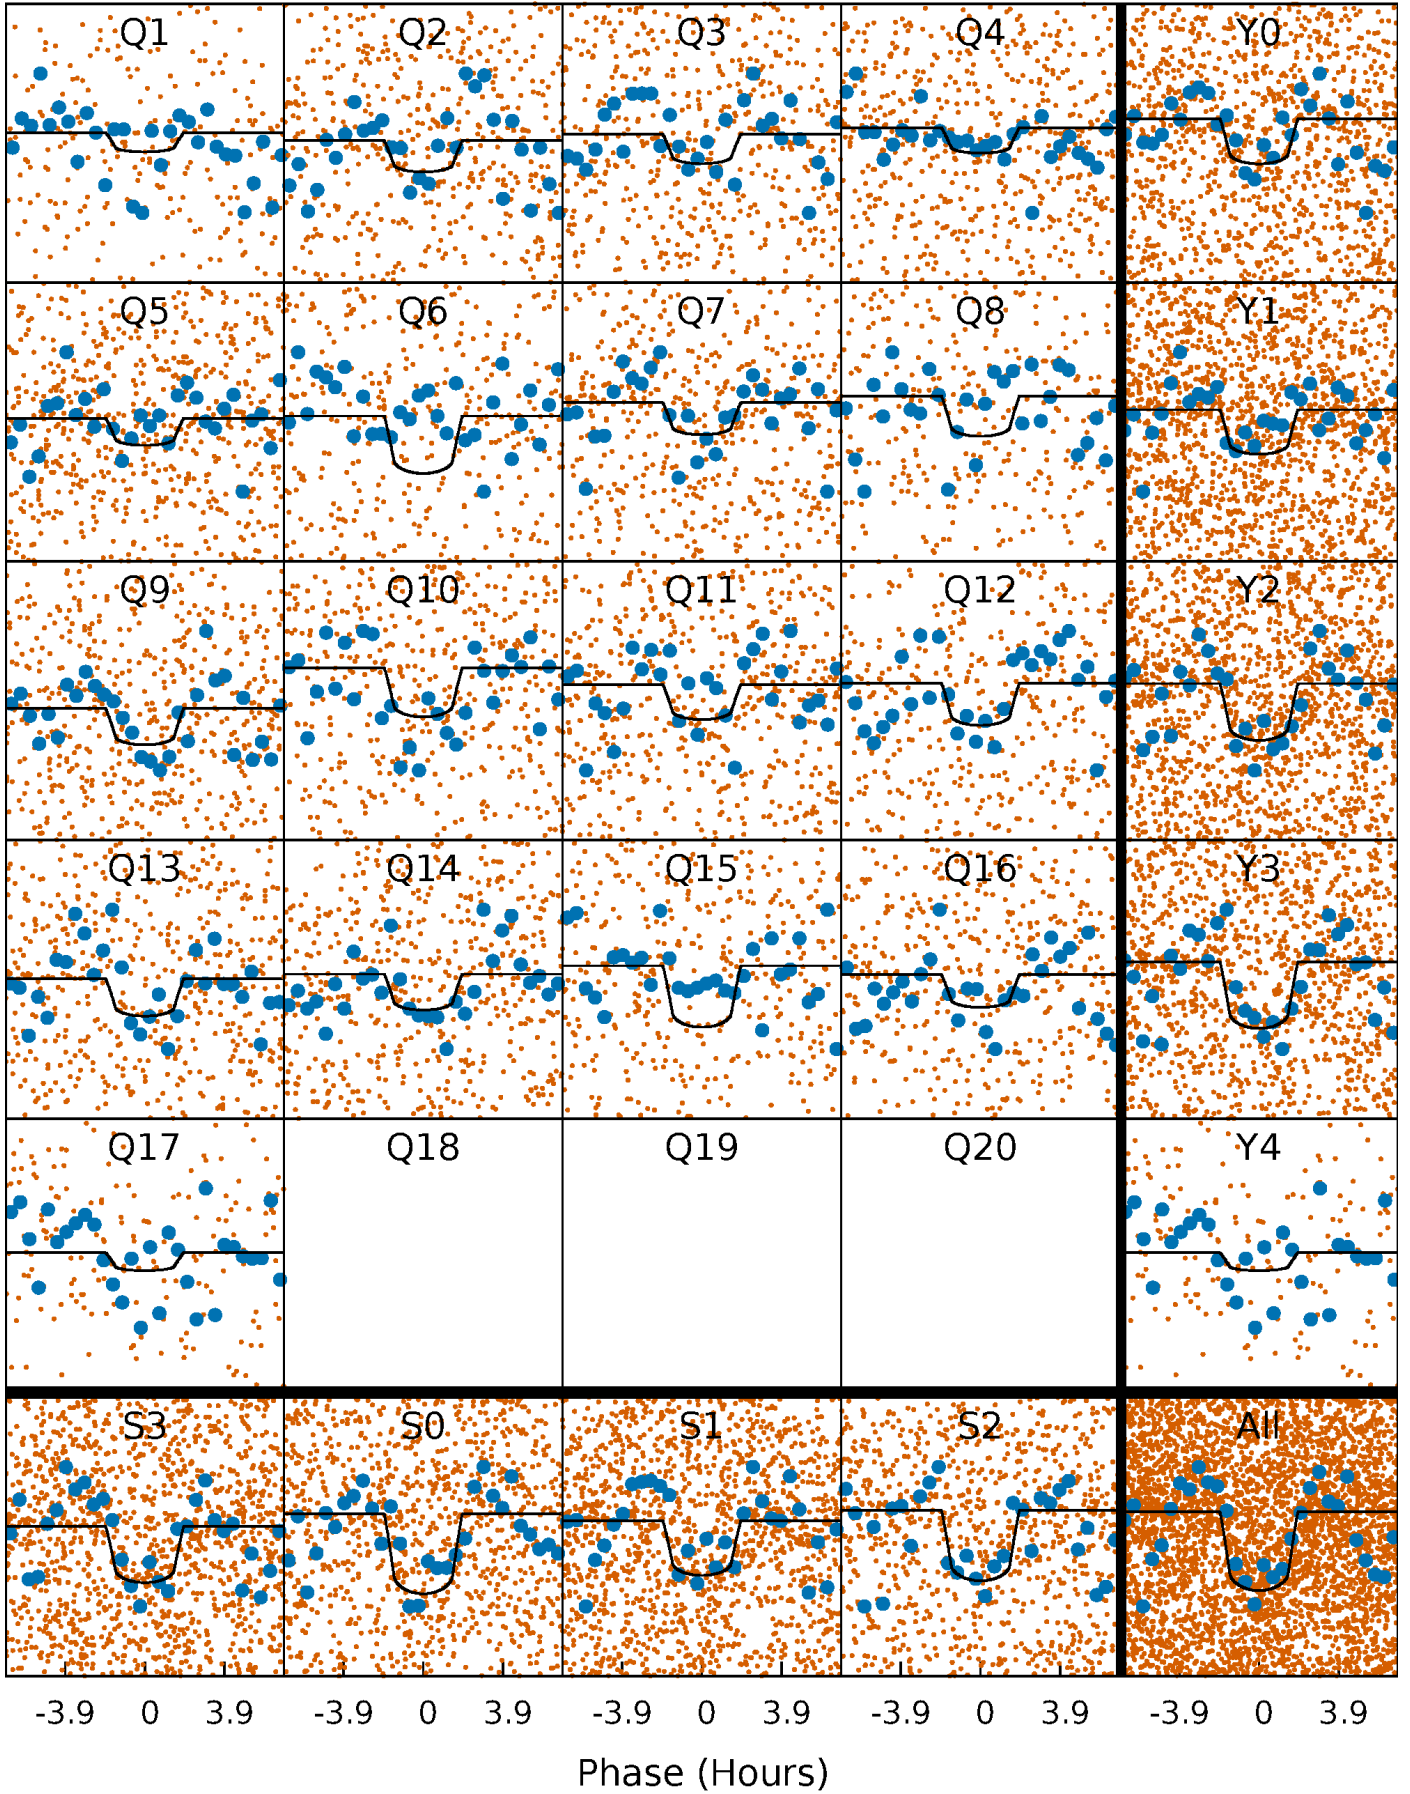 Q1 Q2 Q3 Q4 Y0
Q5 Q6 Q7 Q8 Y1
Q9 Q10 Q11 Q12 Y2
Q13 Q14 Q15 Q16 Y3
Q17 Q18 Q19 Q20 Y4
S3 S0 S1 S2 All
-3.9 0 3.9 -3.9 0 3.9 -3.9 0 3.9 -3.9 0 3.9 -3.9 0 3.9
Phase (Hours)